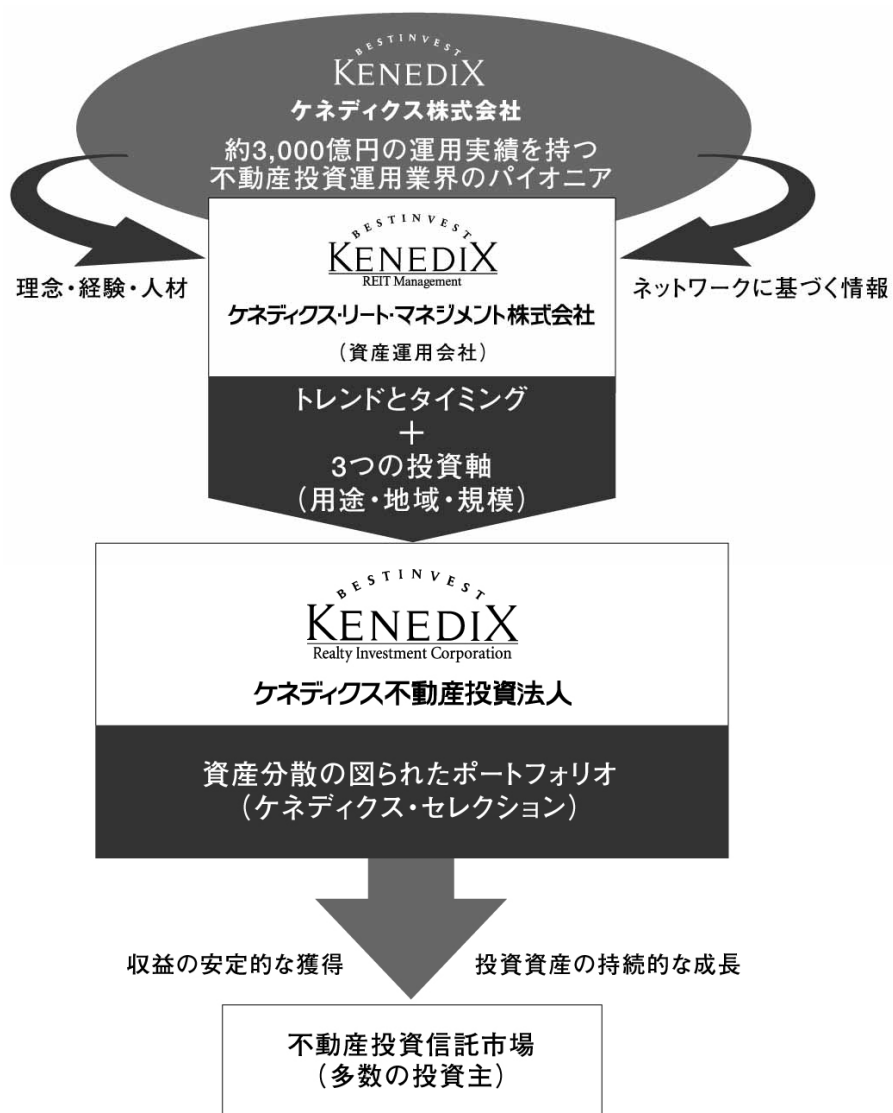 BESTINVEST
KENEDIX
ケネディクス株式会社
約3,000億円の運用実績を持つ
不動産投資運用業界のパイオニア
理念・経験・人材
ネットワークに基づく情報
BESTINVEST
KENEDIX
REIT Management
ケネディクス・リート・マネジメント株式会社
(資産運用会社)
トレンドとタイミング
+
3つの投資軸
(用途・地域・規模)
BESTINVEST
KENEDIX
Realty Investment Corporation
ケネディクス不動産投資法人
資産分散の図られたポートフォリオ
(ケネディクス・セレクション)
収益の安定的な獲得
投資資産の持続的な成長
不動産投資信託市場
(多数の投資主)